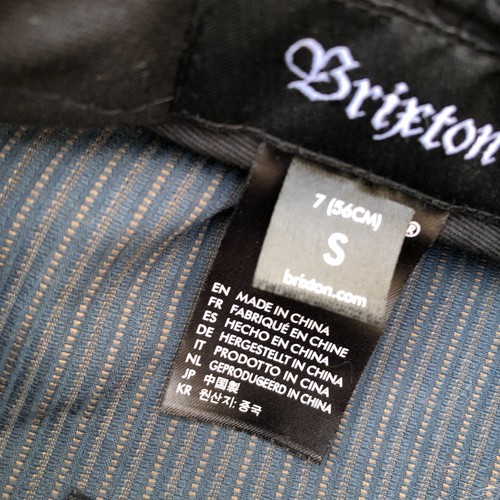 Brixton
7 (56CM)
®
S
brixton.com
EN MADE IN CHINA
FR FABRIQUÉ EN CHINE
ES HECHO EN CHINA
DE HERGESTELLT IN CHINA
IT PRODOTTO IN CINA
NL GEPRODUCEERD IN CHINA
JP 中国製
KR 원산지: 중국